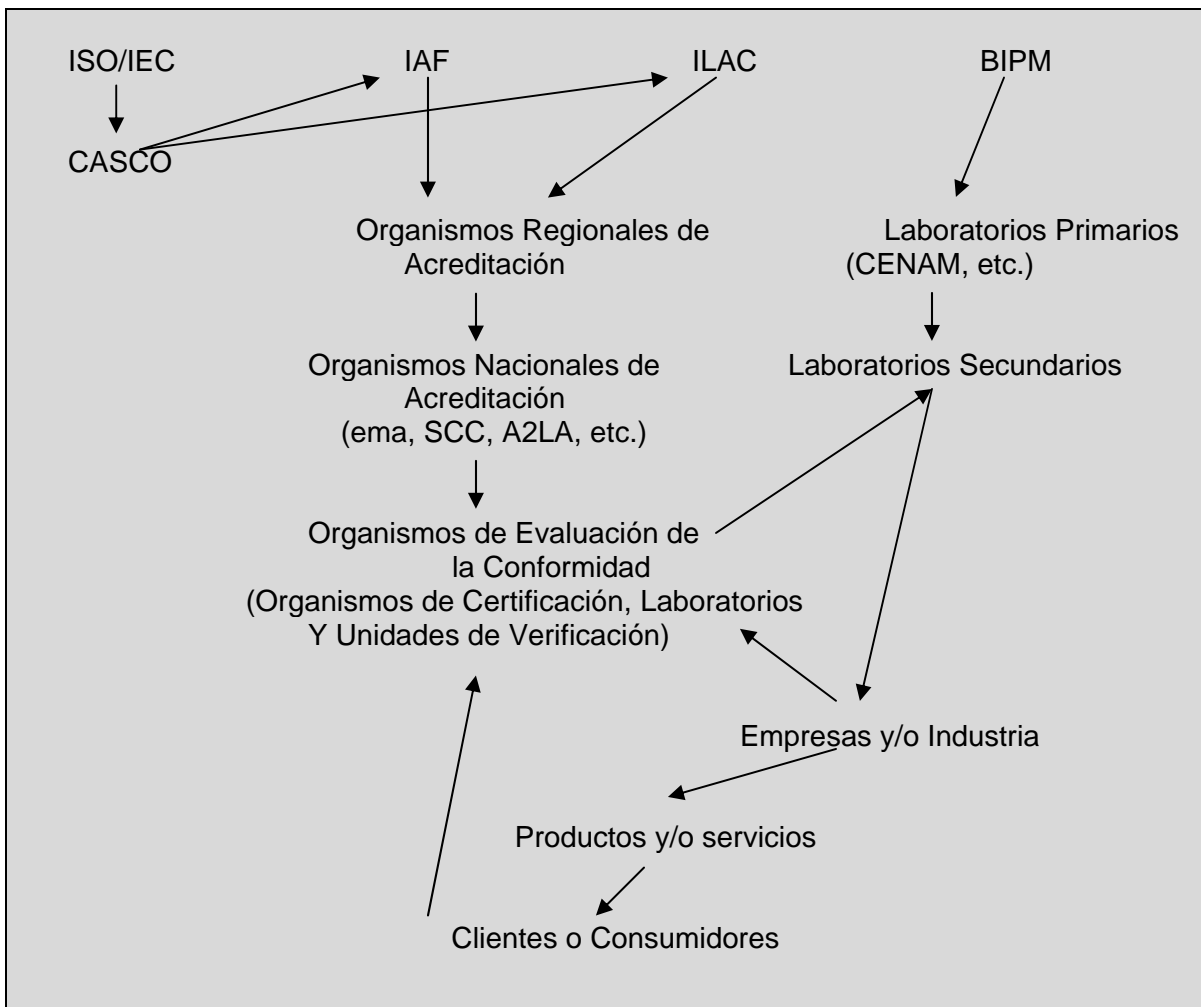 ISO/IEC
IAF
ILAC
BIPM
CASCO
Organismos Regionales de
Acreditación
Laboratorios Primarios
(CENAM, etc.)
Organismos Nacionales de
Acreditación
(ema, SCC, A2LA, etc.)
Laboratorios Secundarios
Organismos de Evaluación de
la Conformidad
(Organismos de Certificación, Laboratorios
Y Unidades de Verificación)
Empresas y/o Industria
Productos y/o servicios
Clientes o Consumidores